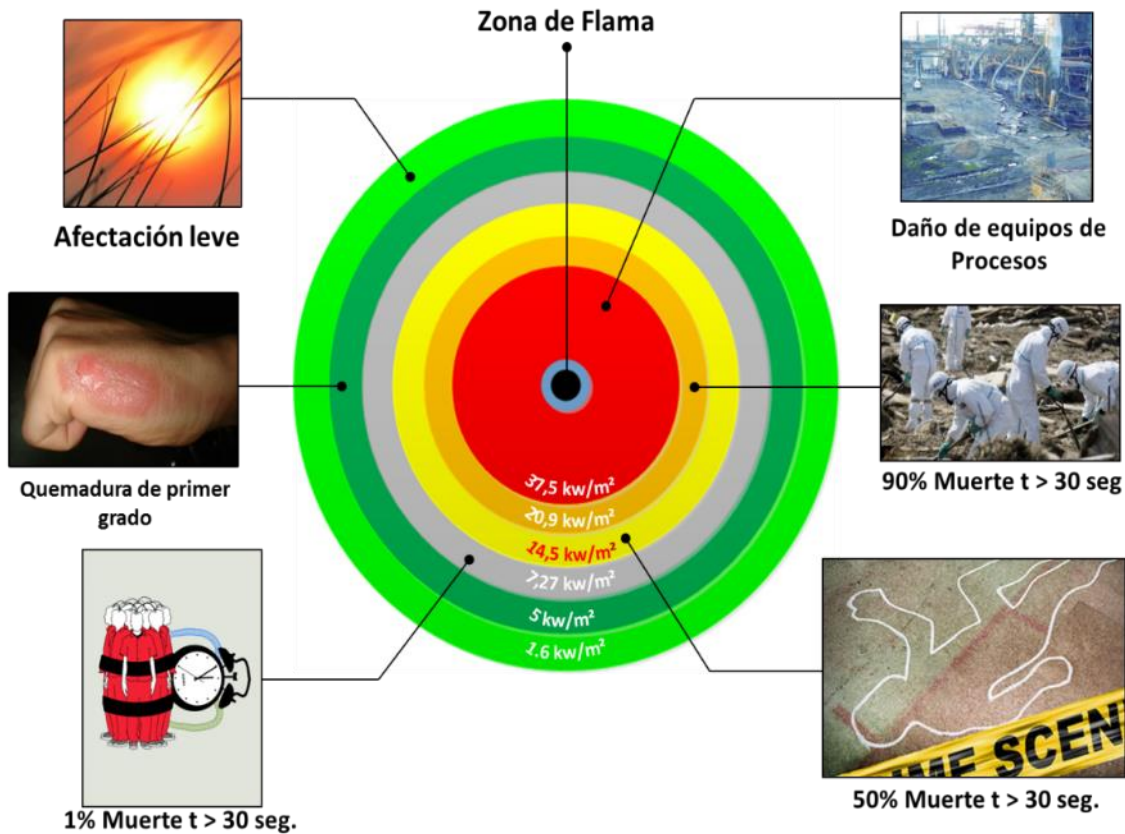 Zona de Flama
Afectación leve
Daño de equipos de
Procesos
Quemadura de primer
grado
90% Muerte t > 30 seg
37,5 kw/m²
20,9 kw/m²
14,5 kw/m²
7,27 kw/m²
5 kw/m²
1.6 kw/m²
1% Muerte t > 30 seg.
IME SCEN
50% Muerte t > 30 seg.